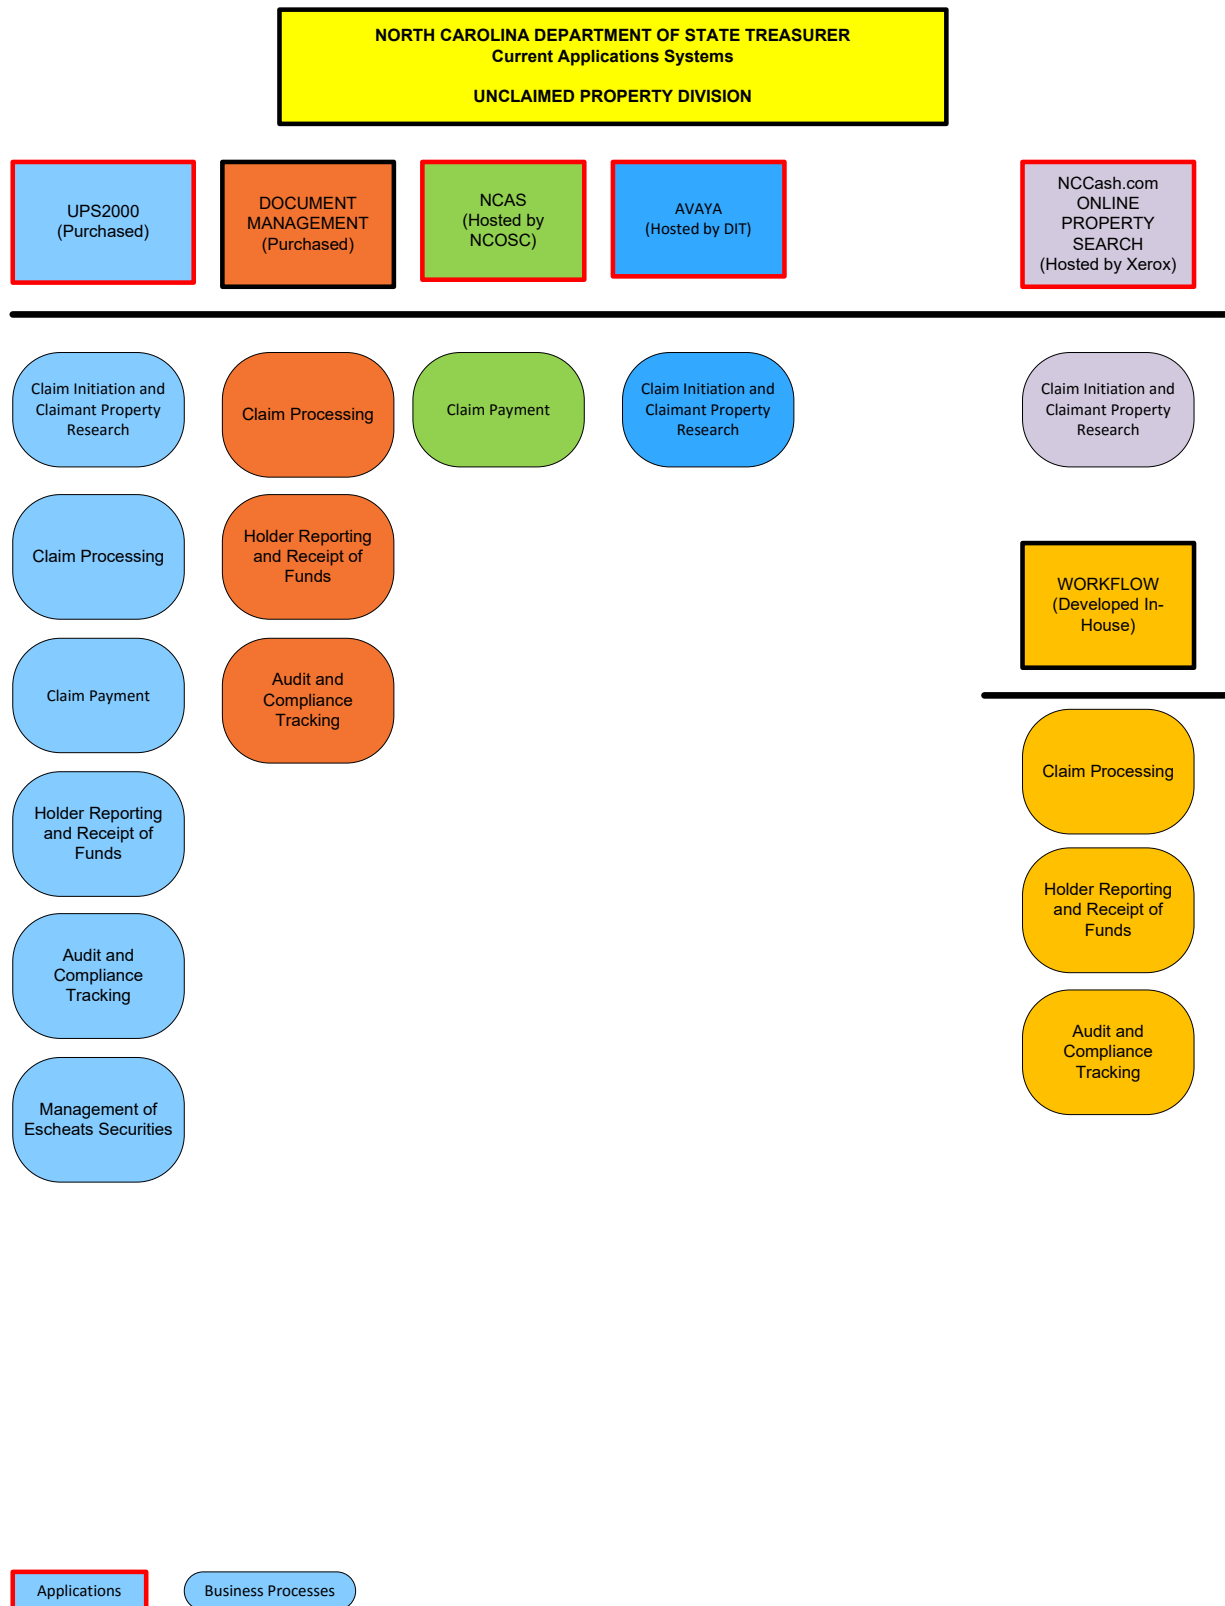 NORTH CAROLINA DEPARTMENT OF STATE TREASURER
Current Applications Systems
UNCLAIMED PROPERTY DIVISION
UPS2000
(Purchased)
DOCUMENT
MANAGEMENT
(Purchased)
NCAS
(Hosted by
NCOSC)
AVAYA
(Hosted by DIT)
NCCash.com
ONLINE
PROPERTY
SEARCH
(Hosted by Xerox)
Claim Initiation and
Claimant Property
Research
Claim Processing
Claim Payment
Claim Initiation and
Claimant Property
Research
Claim Initiation and
Claimant Property
Research
Claim Processing
Holder Reporting
and Receipt of
Funds
WORKFLOW
(Developed In-
House)
Claim Payment
Audit and
Compliance
Tracking
Claim Processing
Holder Reporting
and Receipt of
Funds
Holder Reporting
and Receipt of
Funds
Audit and
Compliance
Tracking
Audit and
Compliance
Tracking
Management of
Escheats Securities
Applications
Business Processes